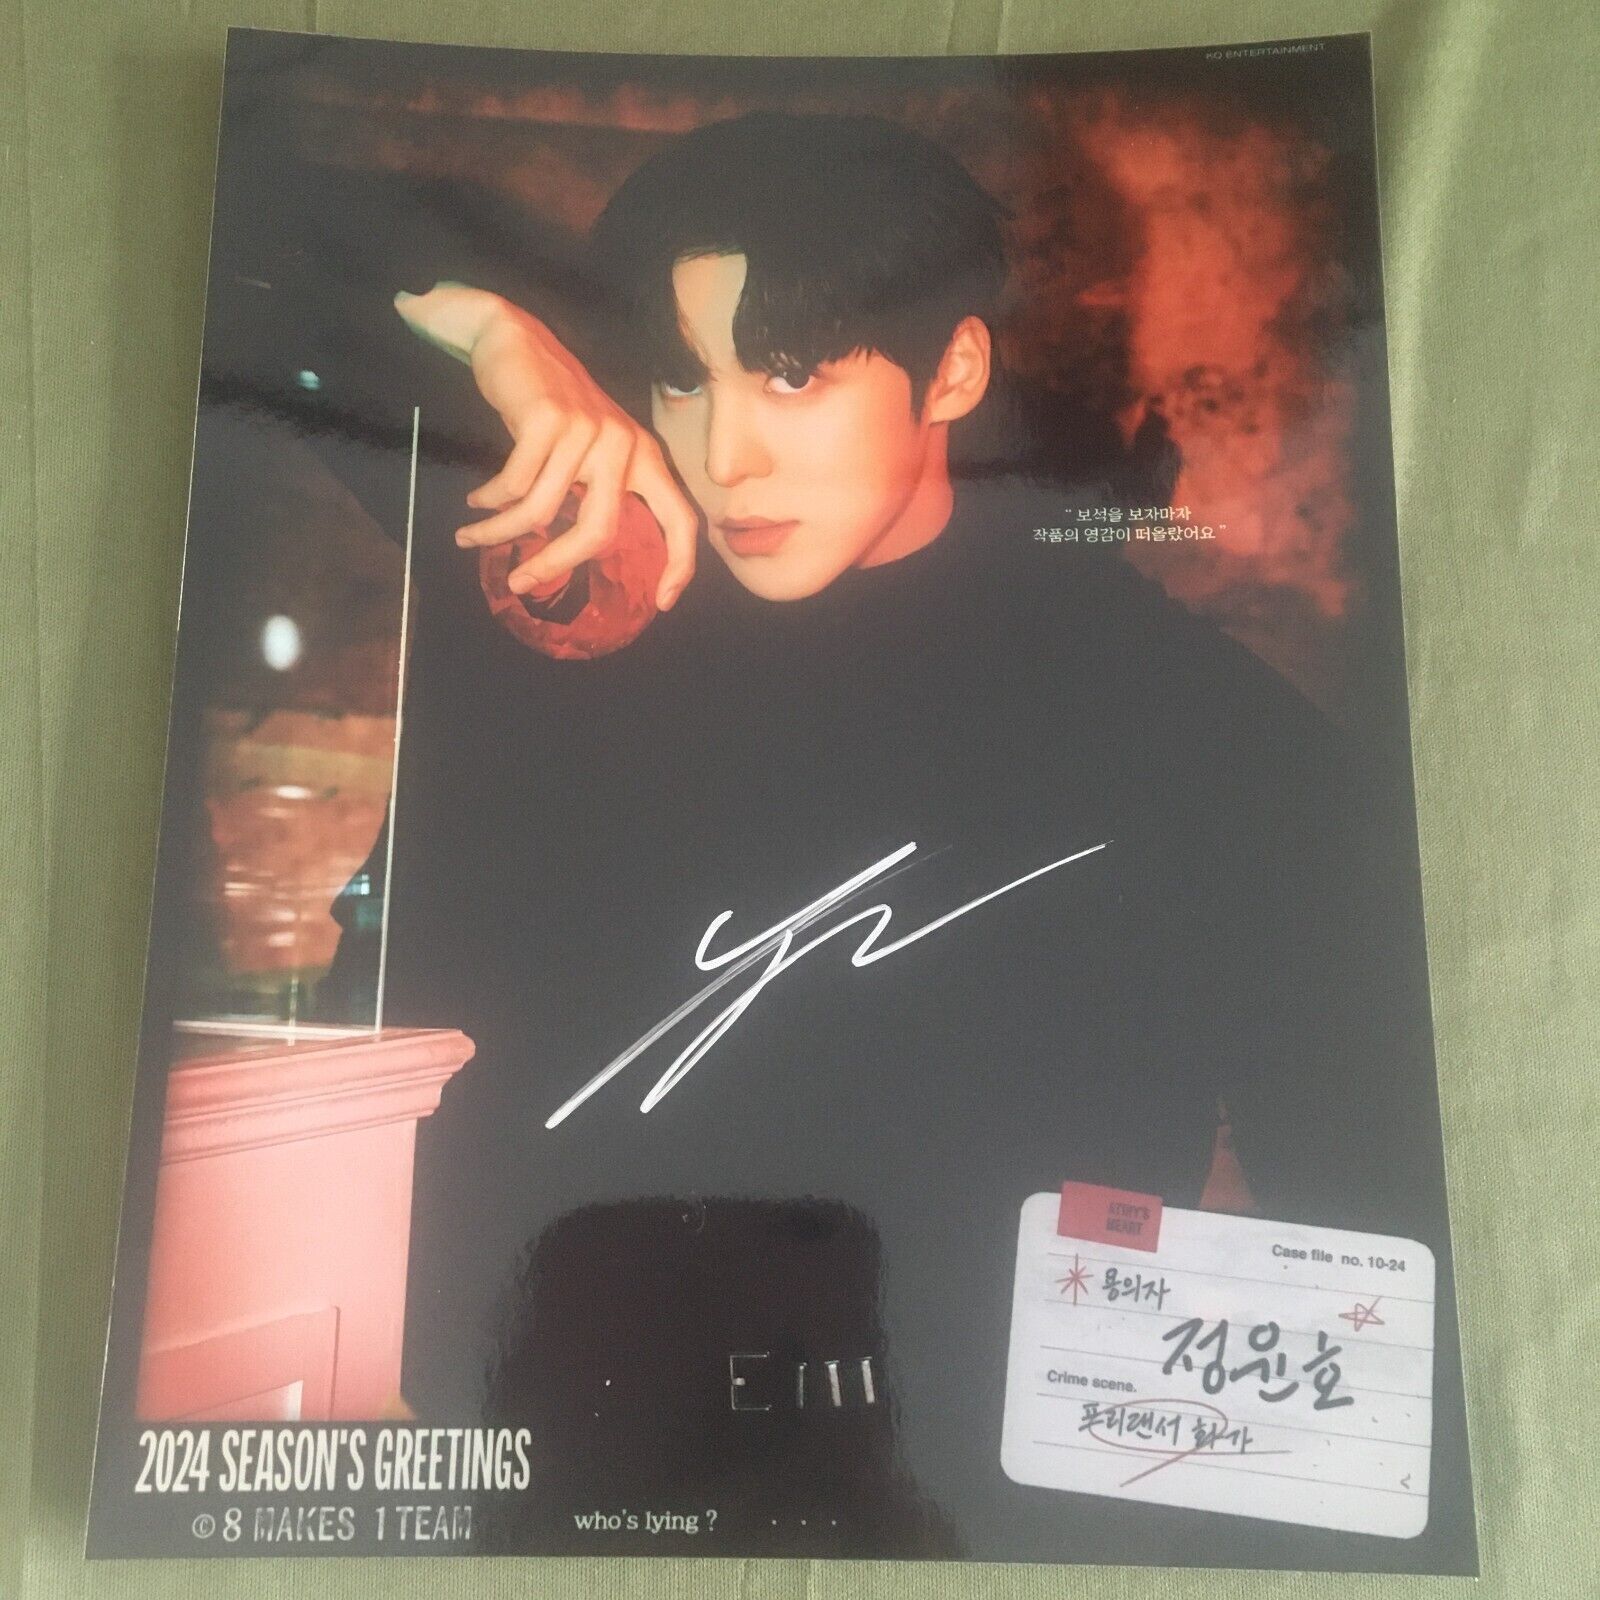 KQ ENTERTAINMENT
“ 보석을 보자마자
작품의 영감이 떠올랐어요 ”
ATINY'S
HEART
Case file no. 10-24
용의자
정윤호
Crime scene.
프리랜서 화가
2024 SEASON'S GREETINGS
© 8 MAKES 1 TEAM
who's lying ? . . .